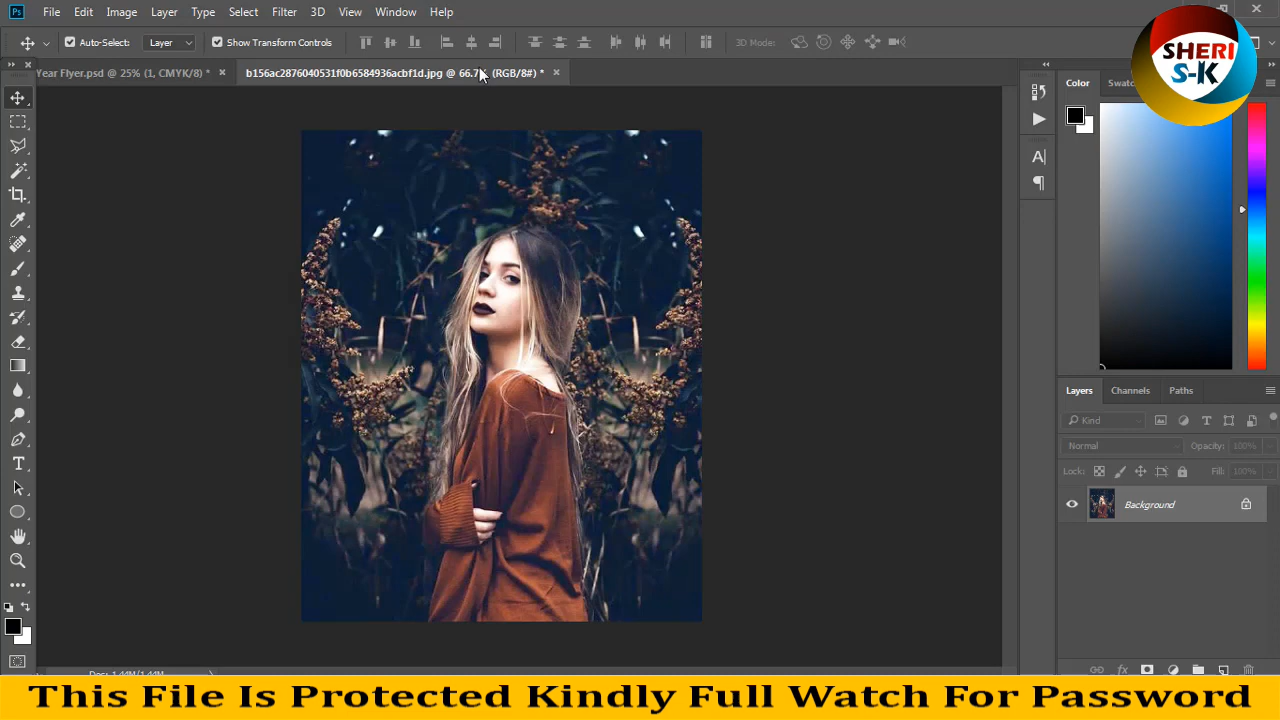 File Edit Image Layer Type Select Filter 3D View Window Help
Auto-Select: Layer Show Transform Controls 3D Mode:
Year Flyer.psd @ 25% (1, CMYK/8) * b156ac2876040531f0b6584936acbf1d.jpg @ 66.7% (RGB/8#) *
SHERI
S-K
Color
Layers Channels Paths
Kind
Normal Opacity: 100%
Lock: Fill: 100%
Background
This File Is Protected Kindly Full Watch For Password